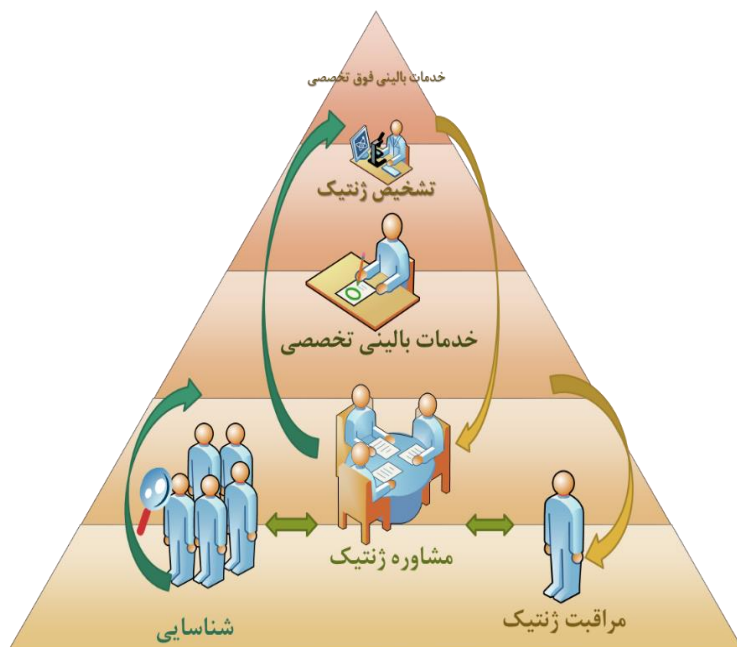 خدمات بالینی فوق تخصصی
تشخیص ژنتیک
خدمات بالینی تخصصی
مشاوره ژنتیک
مراقبت ژنتیک
شناسایی